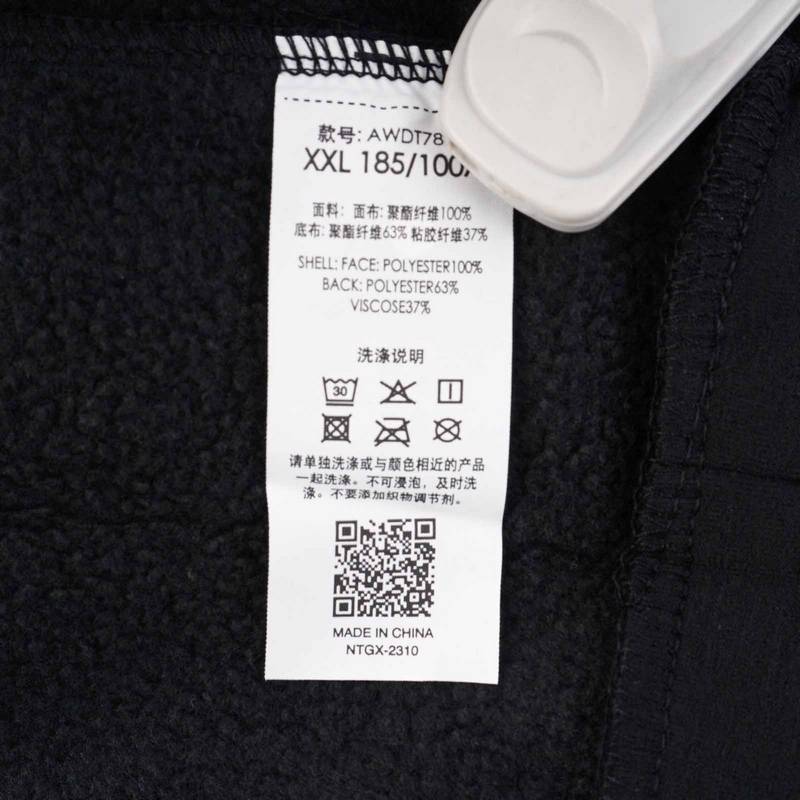 款号: AWDT78
XXL 185/100
面料: 面布: 聚酯纤维100%
底布: 聚酯纤维63% 粘胶纤维37%
SHELL: FACE: POLYESTER100%
BACK: POLYESTER63%
VISCOSE37%
洗涤说明
30
请单独洗涤或与颜色相近的产品
一起洗涤。不可浸泡，及时洗
涤。不要添加织物调节剂。
MADE IN CHINA
NTGX-2310